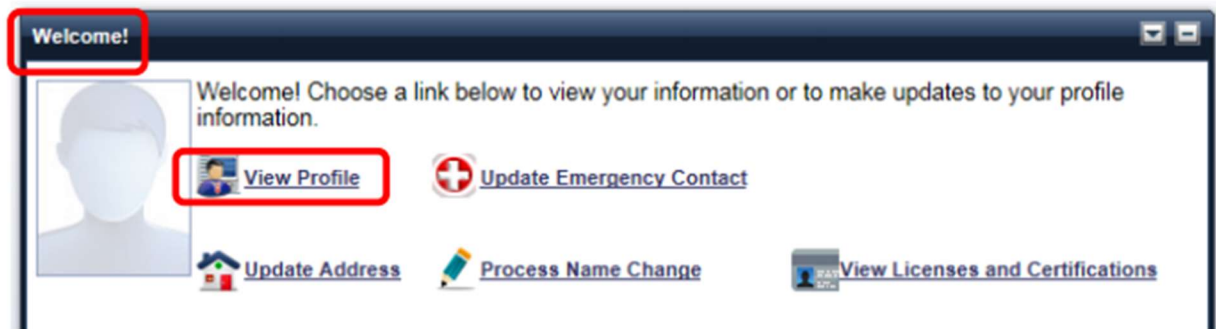 Welcome!
Welcome! Choose a link below to view your information or to make updates to your profile
information.
View Profile
Update Emergency Contact
Update Address
Process Name Change
View Licenses and Certifications